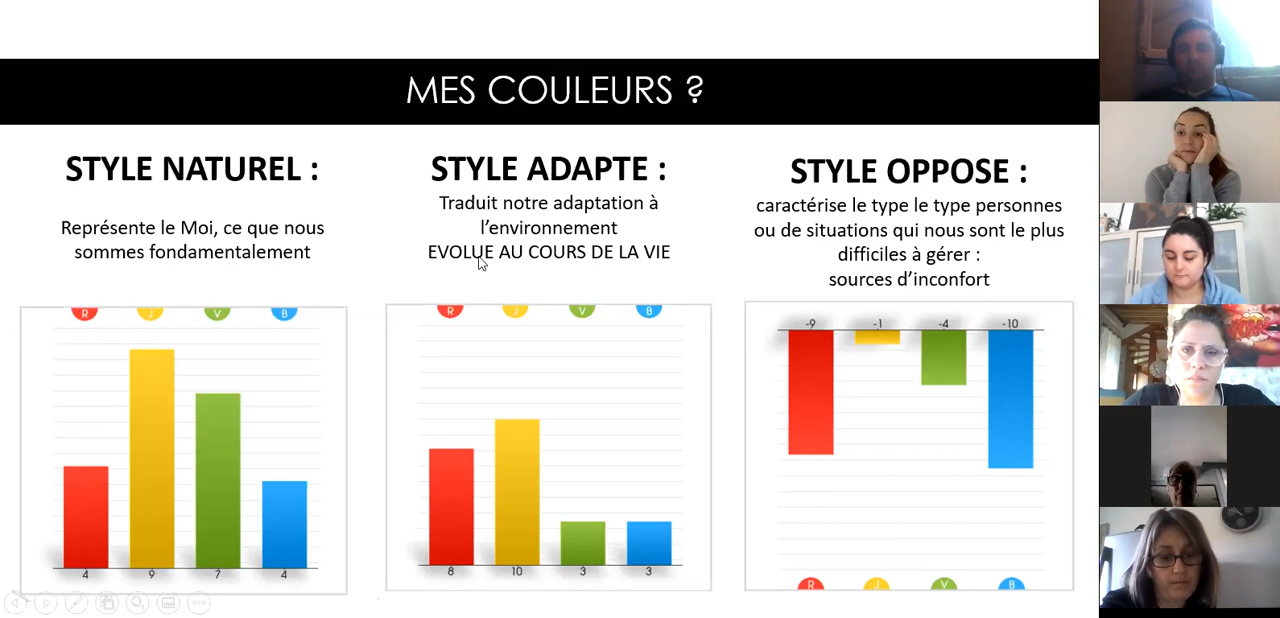 MES COULEURS ?
STYLE NATUREL :
Représente le Moi, ce que nous
sommes fondamentalement
R J V B
4 9 7 4
STYLE ADAPTE :
Traduit notre adaptation à
l’environnement
EVOLUE AU COURS DE LA VIE
R J V B
8 10 3 3
STYLE OPPOSE :
caractérise le type le type personnes
ou de situations qui nous sont le plus
difficiles à gérer :
sources d’inconfort
-9 -1 -4 -10
R J V B